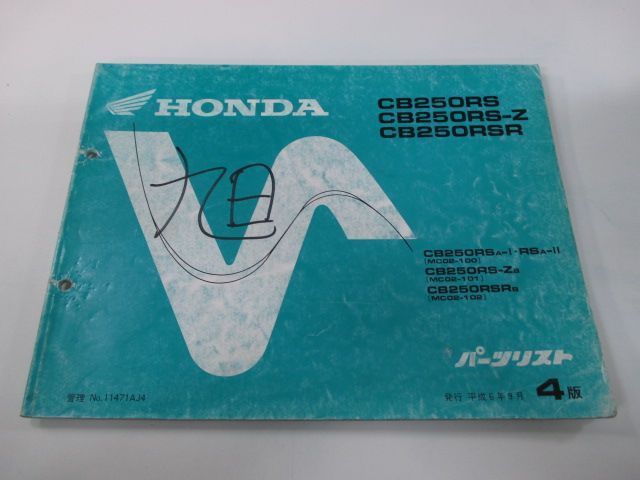 HONDA
CB250RS
CB250RS-Z
CB250RSR
旭
CB250RSA-I・RSA-II
[MC02-100]
CB250RS-ZB
[MC02-101]
CB250RSRB
[MC02-102]
パーツリスト
管理 No.11471AJ4
発行 平成6年9月 4版